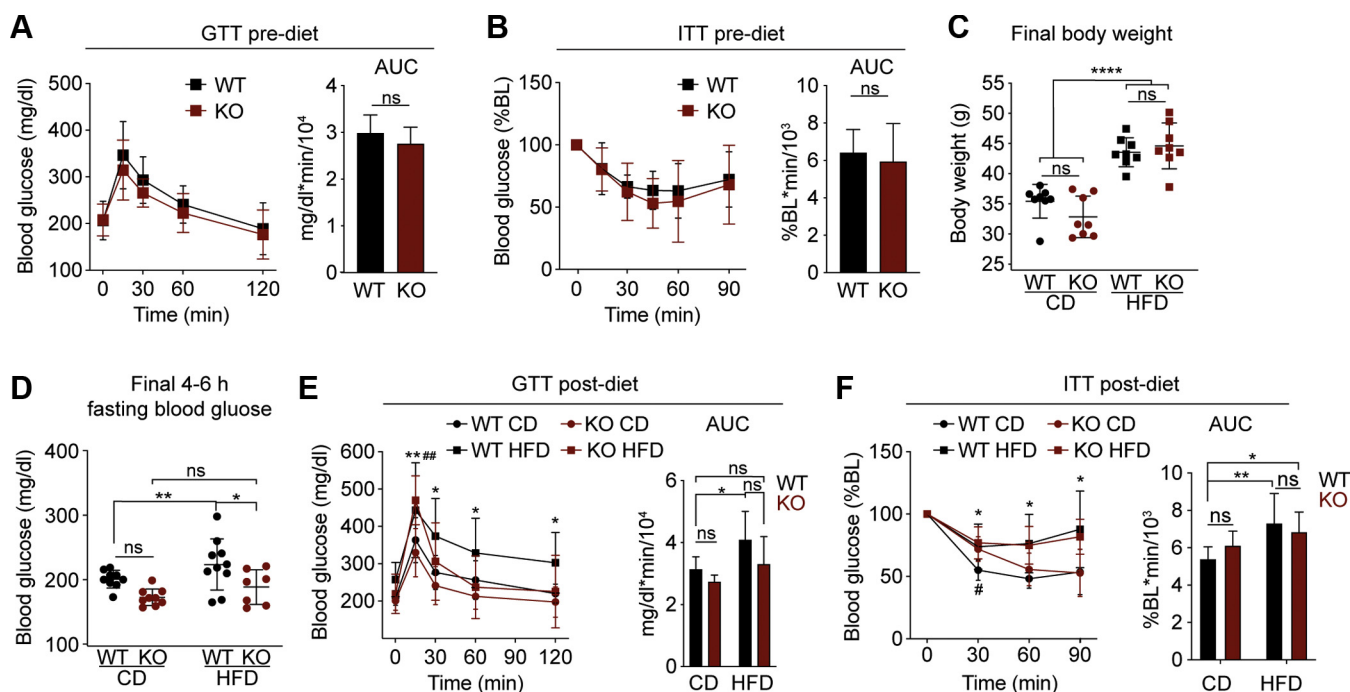 A
GTT pre-diet
Blood glucose (mg/dl)
500
400
300
200
100
WT
KO
0 30 60 120
Time (min)
AUC
ns
mg/dl*min/10⁴
4
3
2
1
0
WT KO
B
ITT pre-diet
Blood glucose (%BL)
150
100
50
0
WT
KO
0 30 60 90
Time (min)
AUC
ns
%BL*min/10³
10
8
6
4
2
0
WT KO
C
Final body weight
Body weight (g)
55
50
45
40
35
30
25
****
ns
ns
WT KO WT KO
CD HFD
D
Final 4-6 h
fasting blood gluose
Blood glucose (mg/dl)
400
300
200
100
ns
** *
ns
WT KO WT KO
CD HFD
E
GTT post-diet
WT CD KO CD
WT HFD KO HFD
Blood glucose (mg/dl)
600
500
400
300
200
** ##
* * *
0 30 60 90 120
Time (min)
AUC
WT
KO
ns
* ns
ns
mg/dl*min/10⁴
6
4
2
0
CD HFD
F
ITT post-diet
WT CD KO CD
WT HFD KO HFD
Blood glucose (%BL)
150
100
50
0
* * *
#
0 30 60 90
Time (min)
AUC
WT
KO
*
**
ns
ns
%BL*min/10³
10
8
6
4
2
0
CD HFD